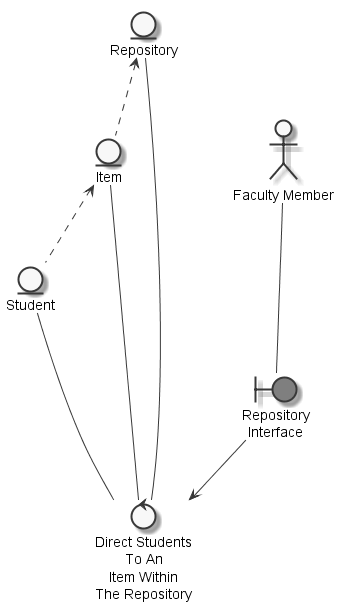 Repository
Item
Faculty Member
Student
Repository
Interface
Direct Students
To An
Item Within
The Repository